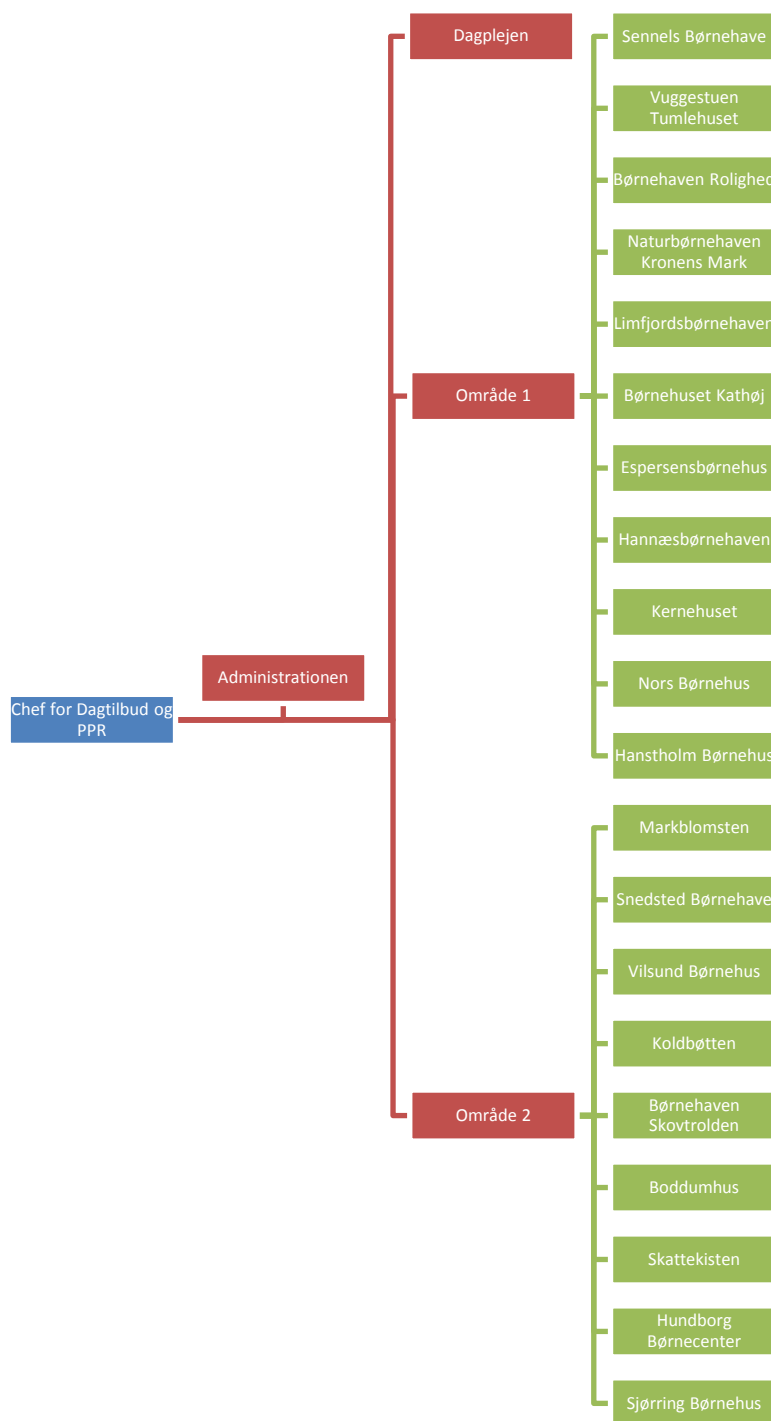 Dagplejen
Sennels Børnehave
Vuggestuen
Tumlehuset
Børnehaven Rolighed
Naturbørnehaven
Kronens Mark
Limfjordsbørnehaven
Område 1
Børnehuset Kathøj
Espersensbørnehus
Hannæsbørnehaven
Kernehuset
Administrationen
Nors Børnehus
Chef for Dagtilbud og
PPR
Hanstholm Børnehus
Markblomsten
Snedsted Børnehave
Vilsund Børnehus
Koldbøtten
Område 2
Børnehaven
Skovtrolden
Boddumhus
Skattekisten
Hundborg
Børnecenter
Sjørring Børnehus